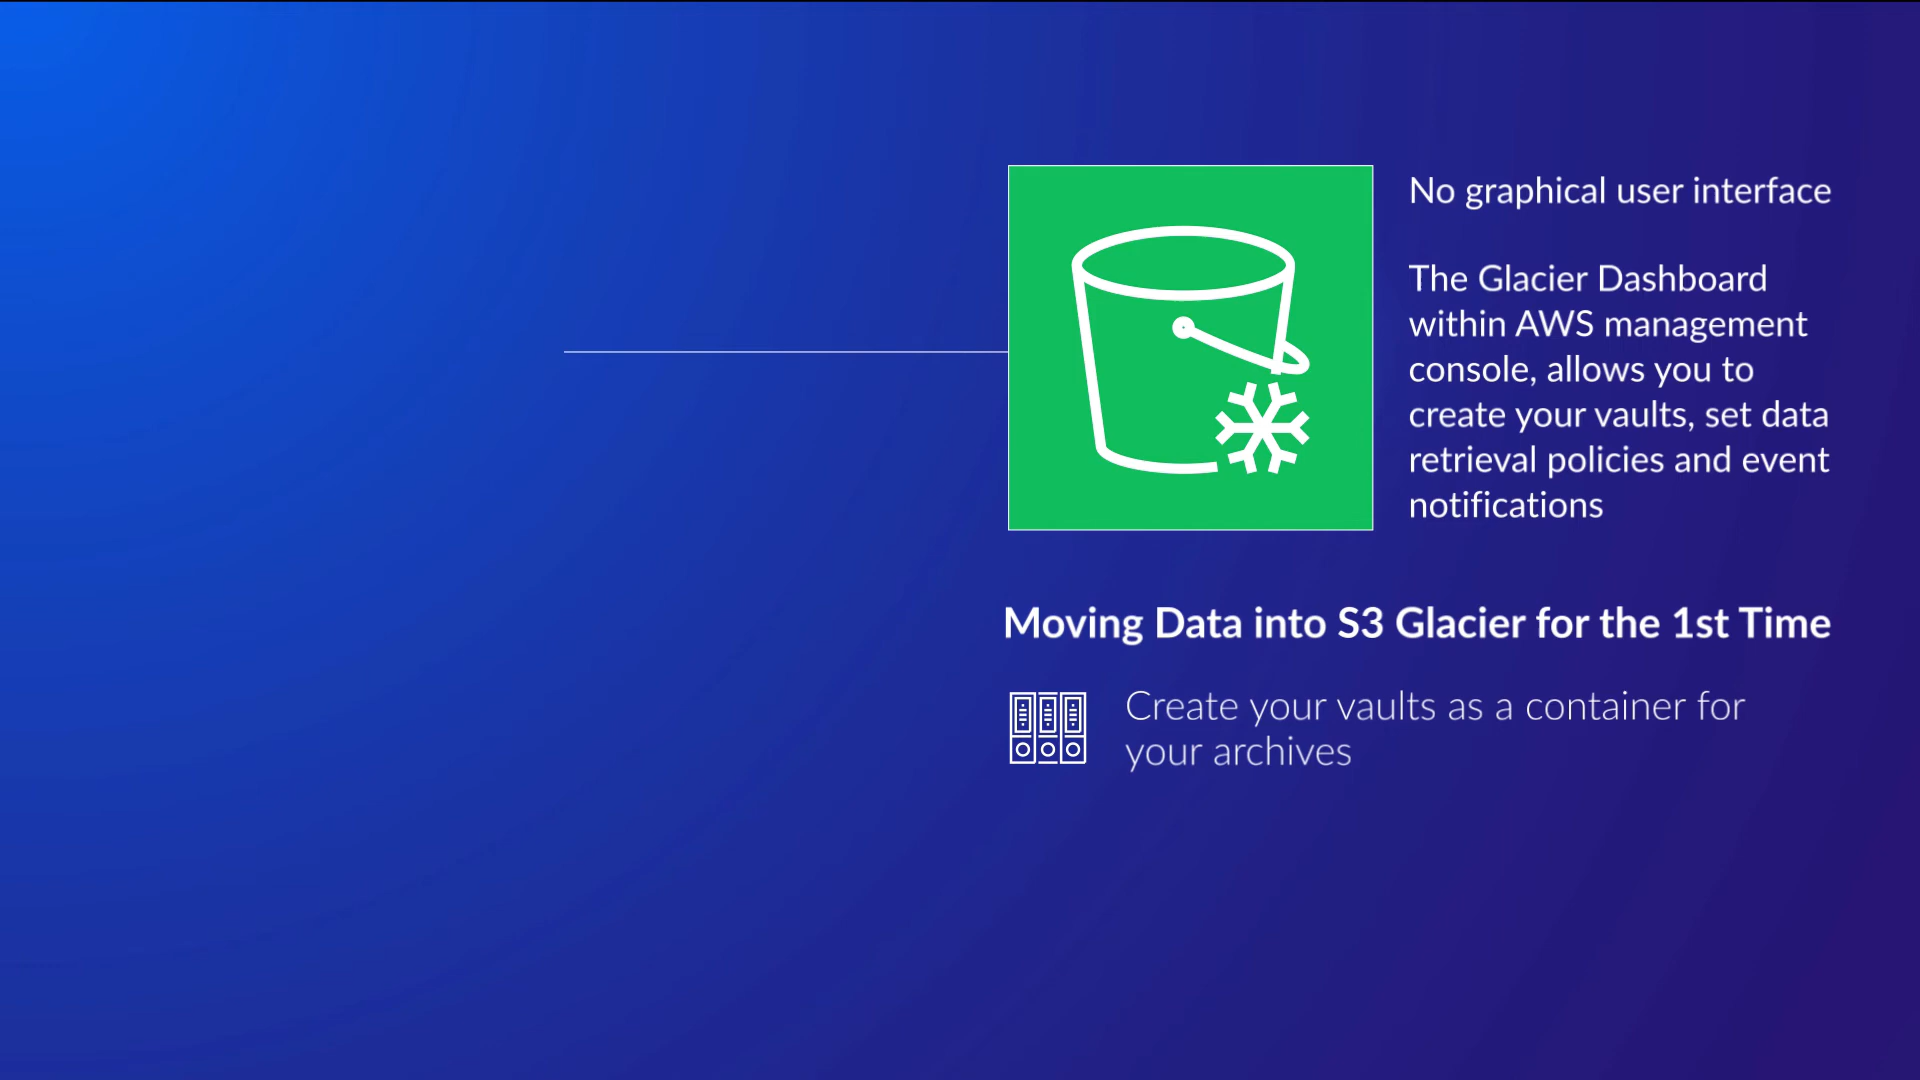 No graphical user interface
The Glacier Dashboard
within AWS management
console, allows you to
create your vaults, set data
retrieval policies and event
notifications
Moving Data into S3 Glacier for the 1st Time
Create your vaults as a container for
your archives